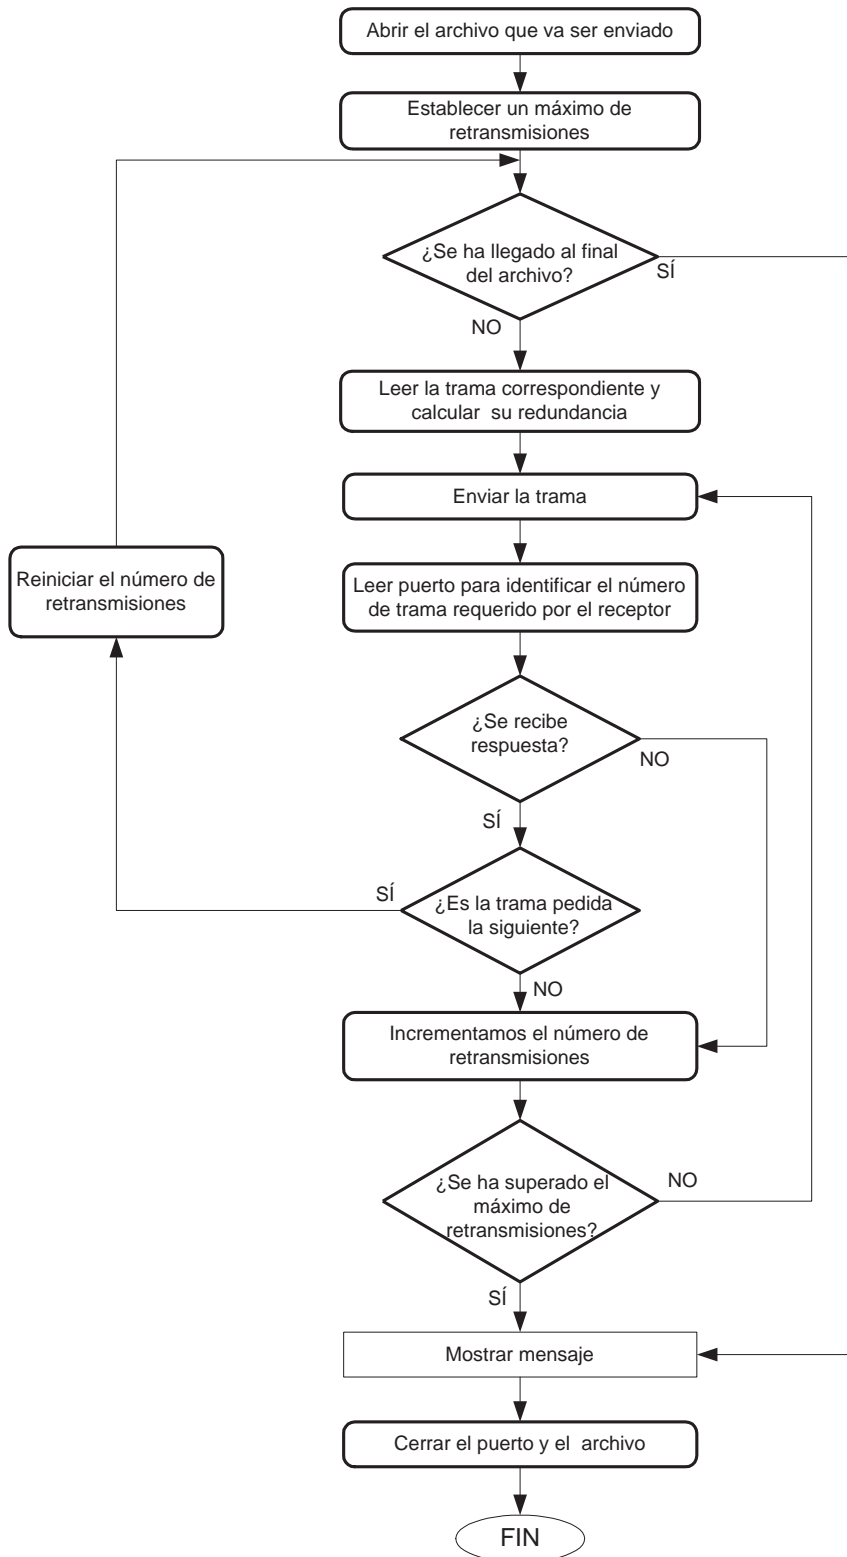 Abrir el archivo que va ser enviado
Establecer un máximo de
retransmisiones
¿Se ha llegado al final
del archivo?
SÍ
NO
Leer la trama correspondiente y
calcular su redundancia
Enviar la trama
Reiniciar el número de
retransmisiones
Leer puerto para identificar el número
de trama requerido por el receptor
¿Se recibe
respuesta?
NO
SÍ
SÍ
¿Es la trama pedida
la siguiente?
NO
Incrementamos el número de
retransmisiones
¿Se ha superado el
máximo de
retransmisiones?
NO
SÍ
Mostrar mensaje
Cerrar el puerto y el archivo
FIN